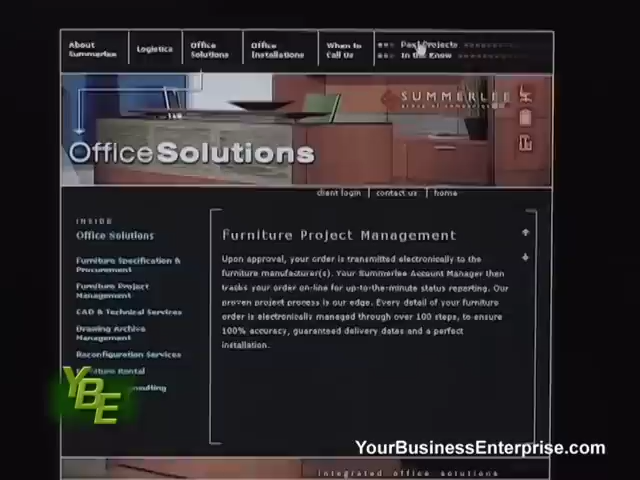 About
Summerlee
Logistics
Office
Solutions
Office
Installations
When to
Call Us
Past Projects
In the Know
SUMMERLEE
OfficeSolutions
client login | contact us | home
INSIDE
Office Solutions
Furniture Specification &
Procurement
Furniture Project
Management
CAD & Technical Services
Drawing Archive
Management
Reconfiguration Services
Furniture Rental
Furniture Project Management
Upon approval, your order is transmitted electronically to the
furniture manufacturer(s). Your Summerlee Account Manager then
tracks your order on-line for up-to-the-minute status reporting. Our
proven project process is our edge. Every detail of your furniture
order is electronically managed through over 100 steps, to ensure
100% accuracy, guaranteed delivery dates and a perfect
installation.
YBE
YourBusinessEnterprise.com
integrated office solutions